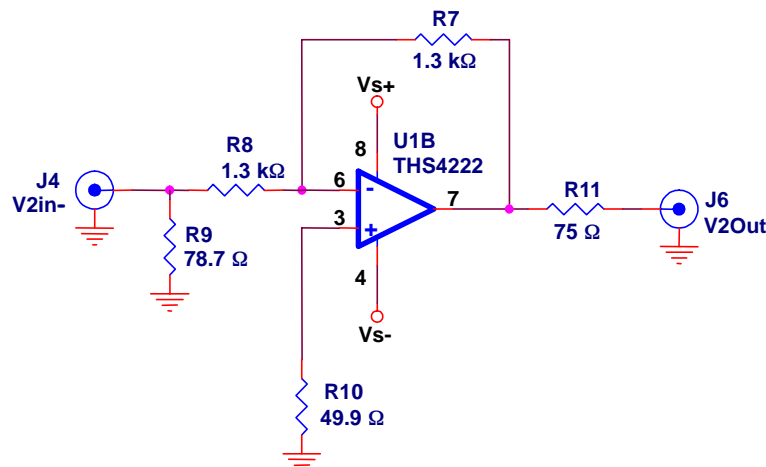 R7
1.3 kΩ
Vs+
U1B
THS4222
8
R8
1.3 kΩ
J4
V2in-
6
-
7
3
+
R11
75 Ω
J6
V2Out
R9
78.7 Ω
4
Vs-
R10
49.9 Ω